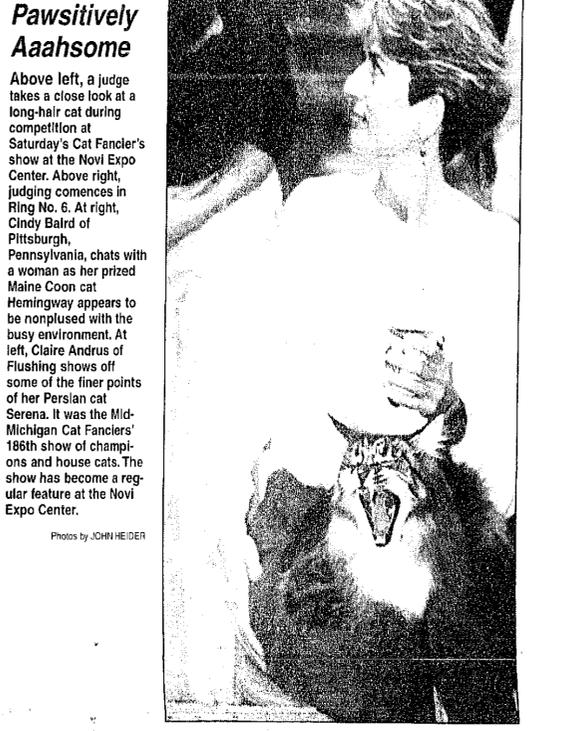 Pawsitively
Aaahsome
Above left, a judge
takes a close look at a
long-hair cat during
competition at
Saturday's Cat Fancier's
show at the Novi Expo
Center. Above right,
judging comences in
Ring No. 6. At right,
Cindy Baird of
Pittsburgh,
Pennsylvania, chats with
a woman as her prized
Maine Coon cat
Hemingway appears to
be nonplused with the
busy environment. At
left, Claire Andrus of
Flushing shows off
some of the finer points
of her Persian cat
Serena. It was the Mid-
Michigan Cat Fanciers'
186th show of champi-
ons and house cats. The
show has become a reg-
ular feature at the Novi
Expo Center.
Photos by JOHN HEIDER